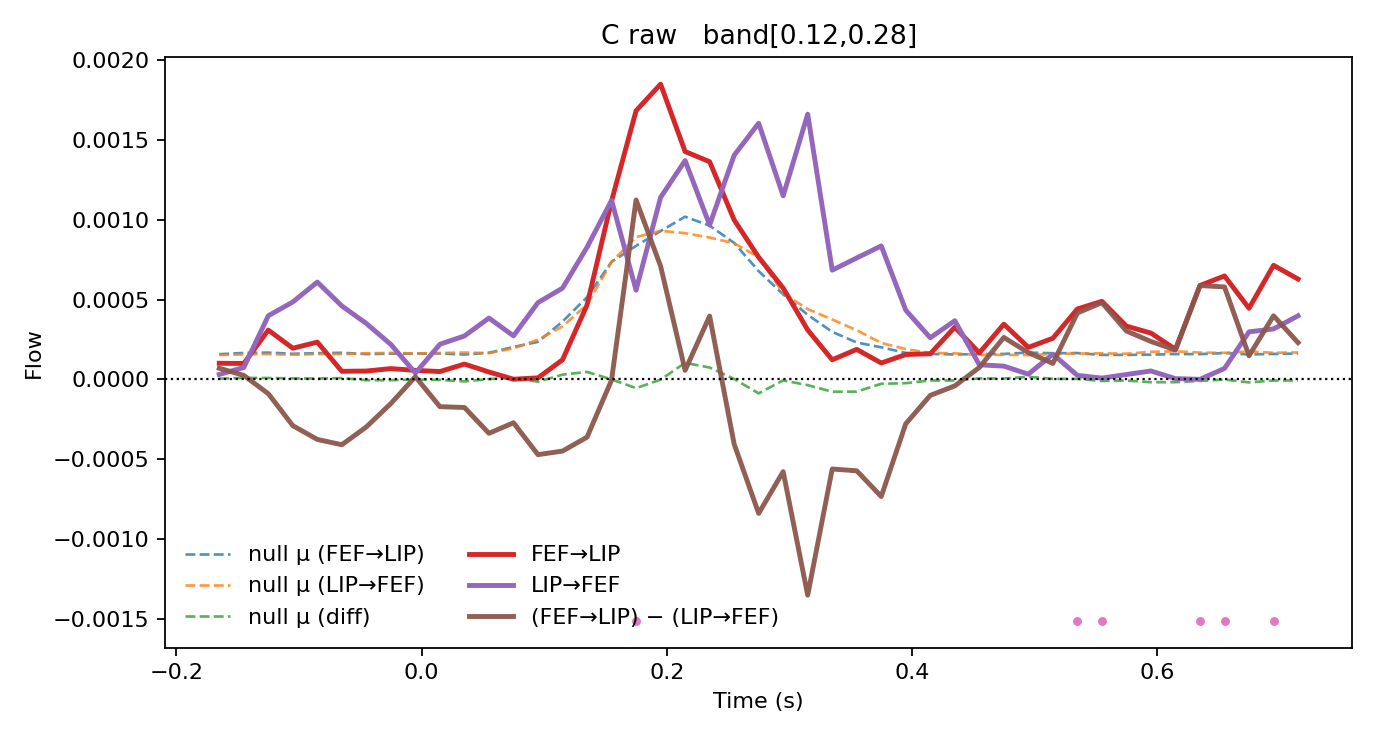 C raw   band[0.12,0.28]
0.0020
0.0015
0.0010
0.0005
0.0000
−0.0005
−0.0010
−0.0015
Flow
null μ (FEF→LIP)
null μ (LIP→FEF)
null μ (diff)
FEF→LIP
LIP→FEF
(FEF→LIP) − (LIP→FEF)
−0.2 0.0 0.2 0.4 0.6
Time (s)